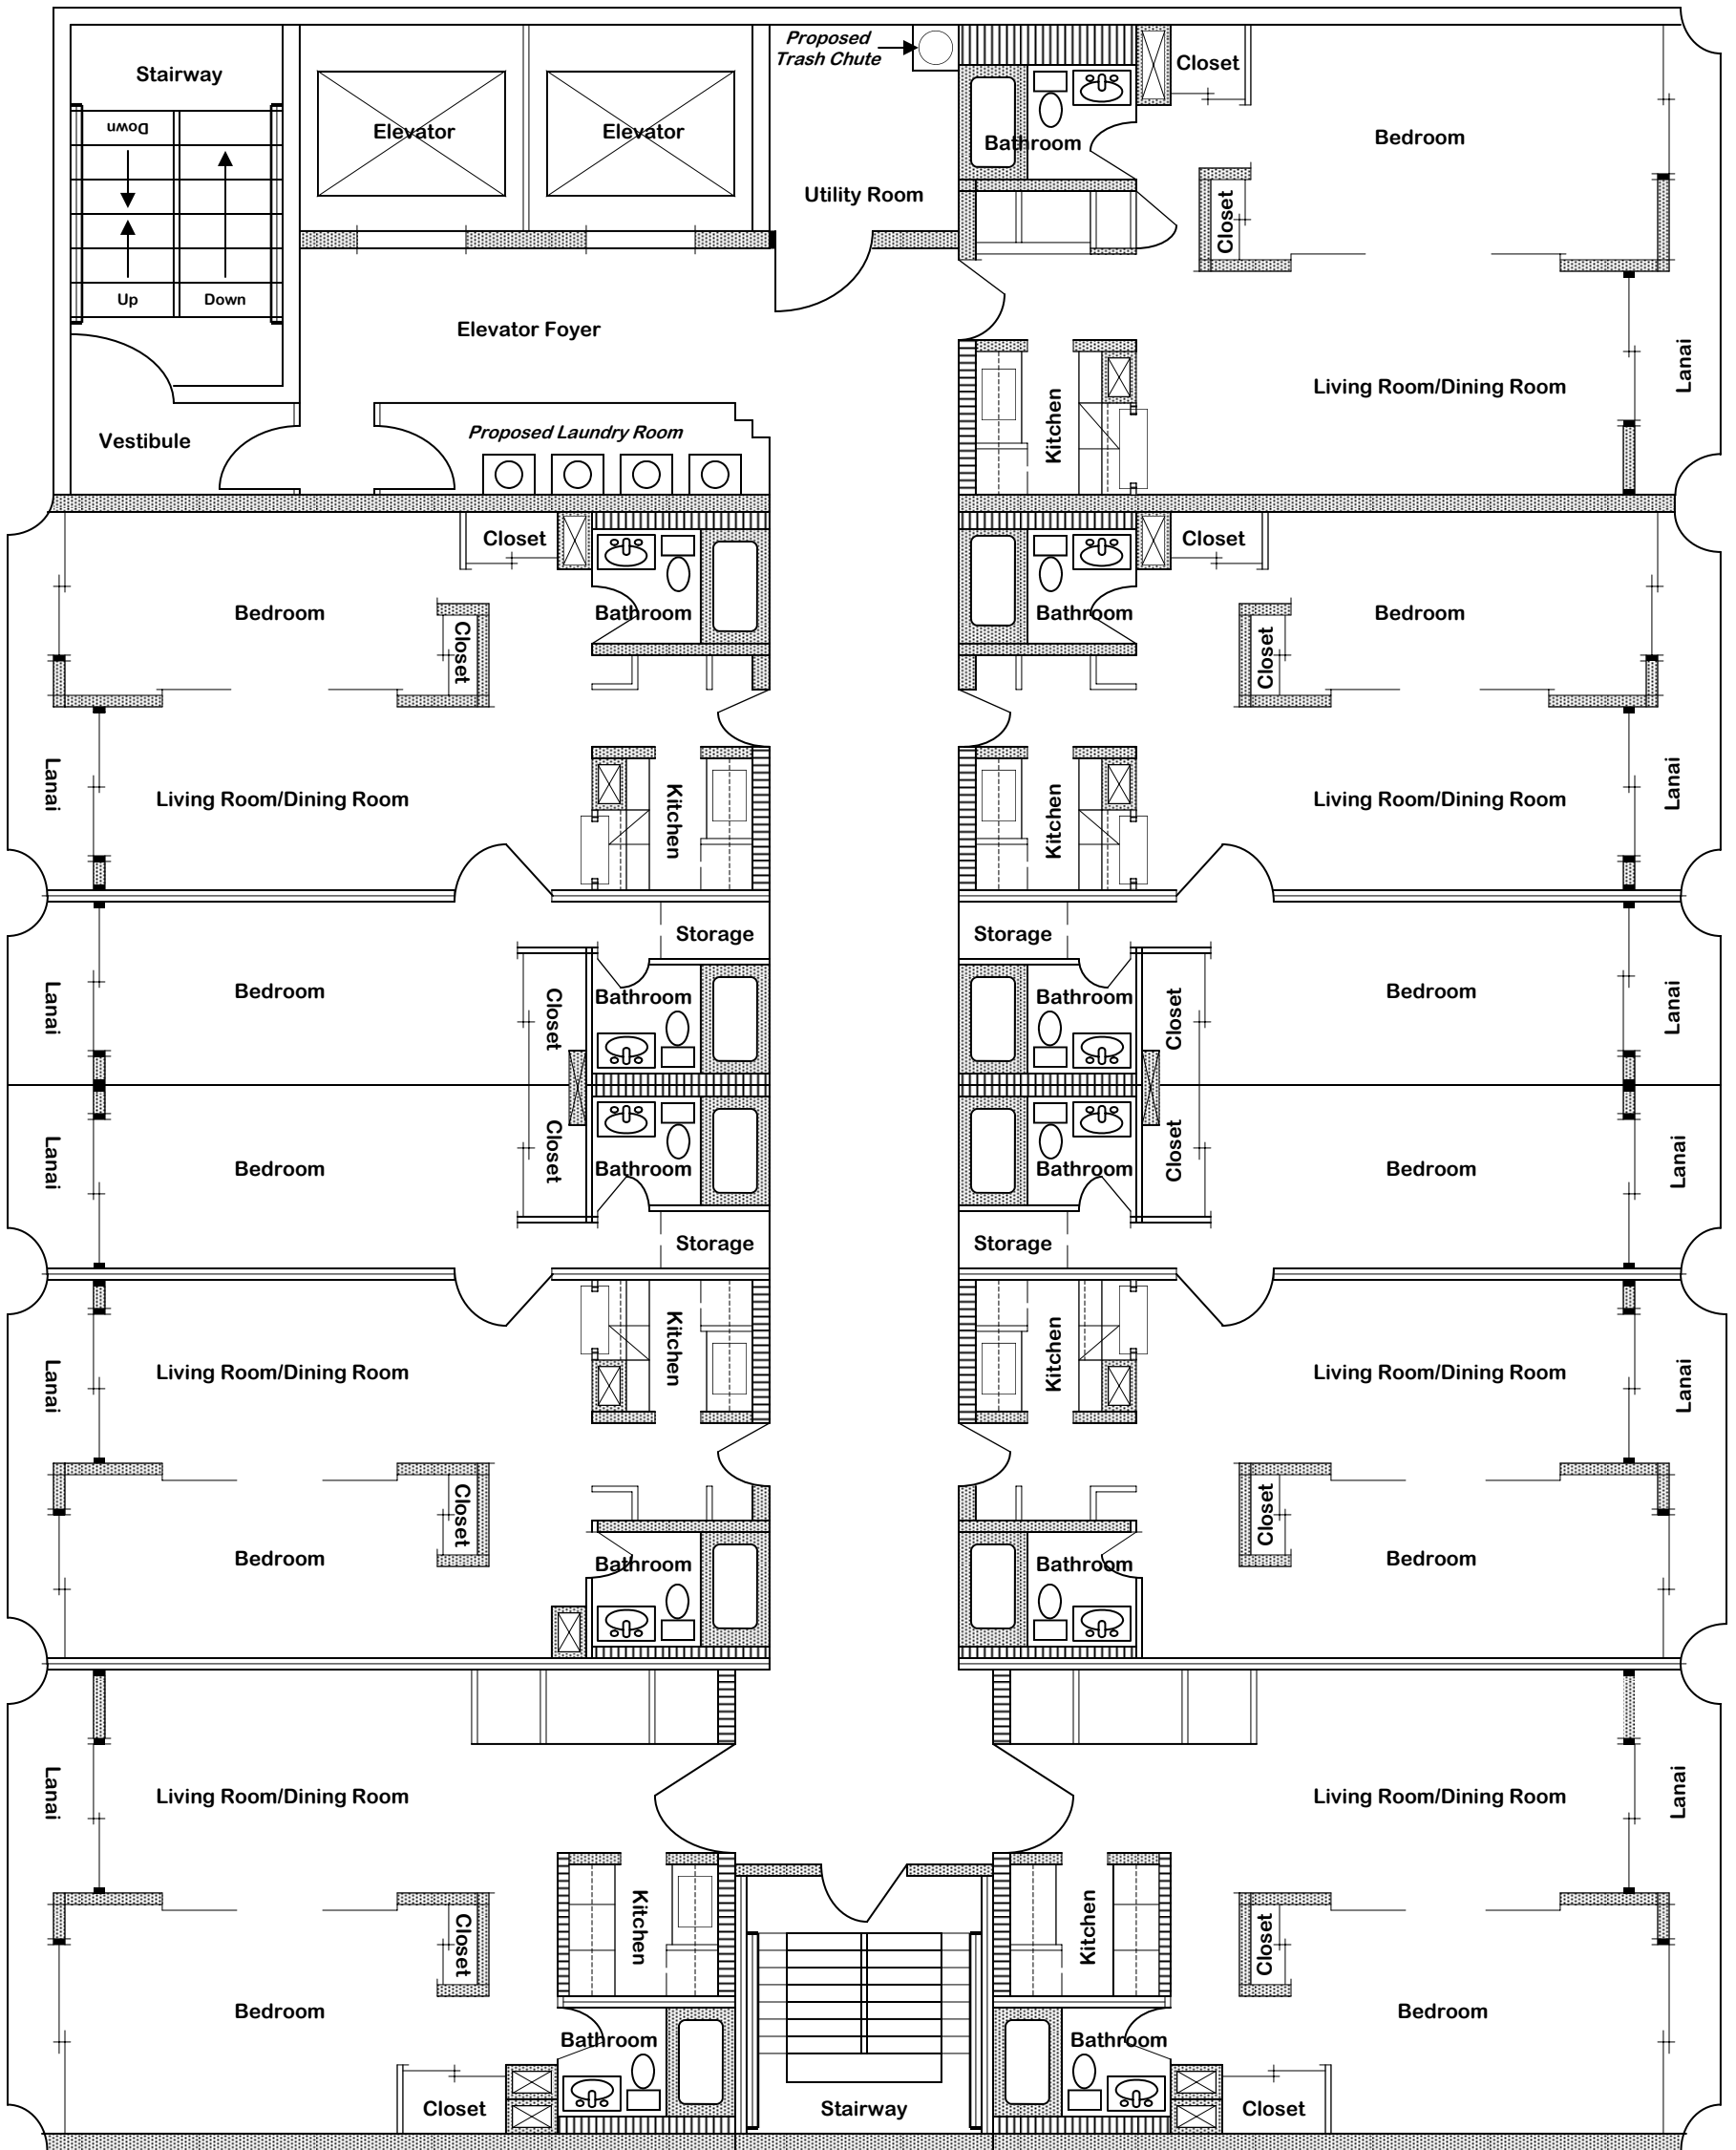 Proposed
Trash Chute
Stairway
Closet
Down
Elevator
Elevator
Bathroom
Bedroom
Utility Room
Closet
Up
Down
Elevator Foyer
Living Room/Dining Room
Lanai
Kitchen
Vestibule
Proposed Laundry Room
Closet
Closet
Bedroom
Closet
Bathroom
Bathroom
Closet
Bedroom
Lanai
Living Room/Dining Room
Kitchen
Kitchen
Living Room/Dining Room
Lanai
Storage
Storage
Lanai
Bedroom
Closet
Bathroom
Bathroom
Closet
Bedroom
Lanai
Lanai
Bedroom
Closet
Bathroom
Bathroom
Closet
Bedroom
Lanai
Storage
Storage
Lanai
Living Room/Dining Room
Kitchen
Kitchen
Living Room/Dining Room
Lanai
Bedroom
Closet
Bathroom
Bathroom
Closet
Bedroom
Lanai
Living Room/Dining Room
Living Room/Dining Room
Lanai
Closet
Kitchen
Kitchen
Closet
Bedroom
Bedroom
Bathroom
Bathroom
Closet
Stairway
Closet